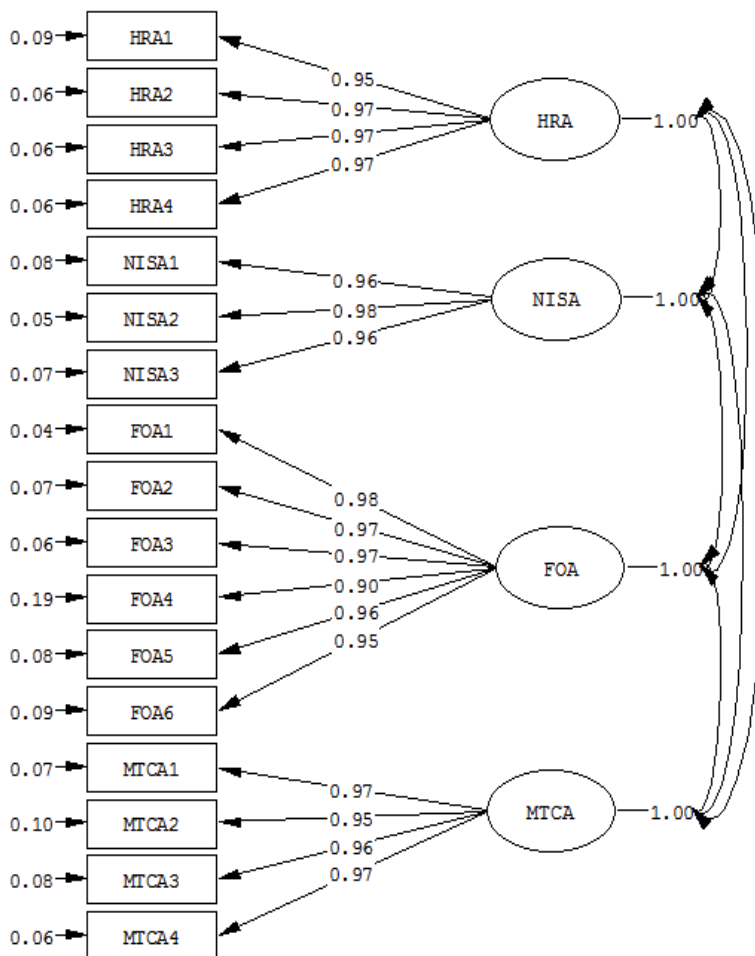 0.09 HRA1
0.95
0.06 HRA2
0.97
HRA 1.00
0.06 HRA3
0.97
0.06 HRA4
0.97
0.08 NISA1
0.96
0.05 NISA2
0.98
NISA 1.00
0.07 NISA3
0.96
0.04 FOA1
0.98
0.07 FOA2
0.97
0.06 FOA3
0.97
FOA 1.00
0.19 FOA4
0.90
0.08 FOA5
0.96
0.09 FOA6
0.95
0.07 MTCA1
0.97
0.10 MTCA2
0.95
MTCA 1.00
0.08 MTCA3
0.96
0.06 MTCA4
0.97